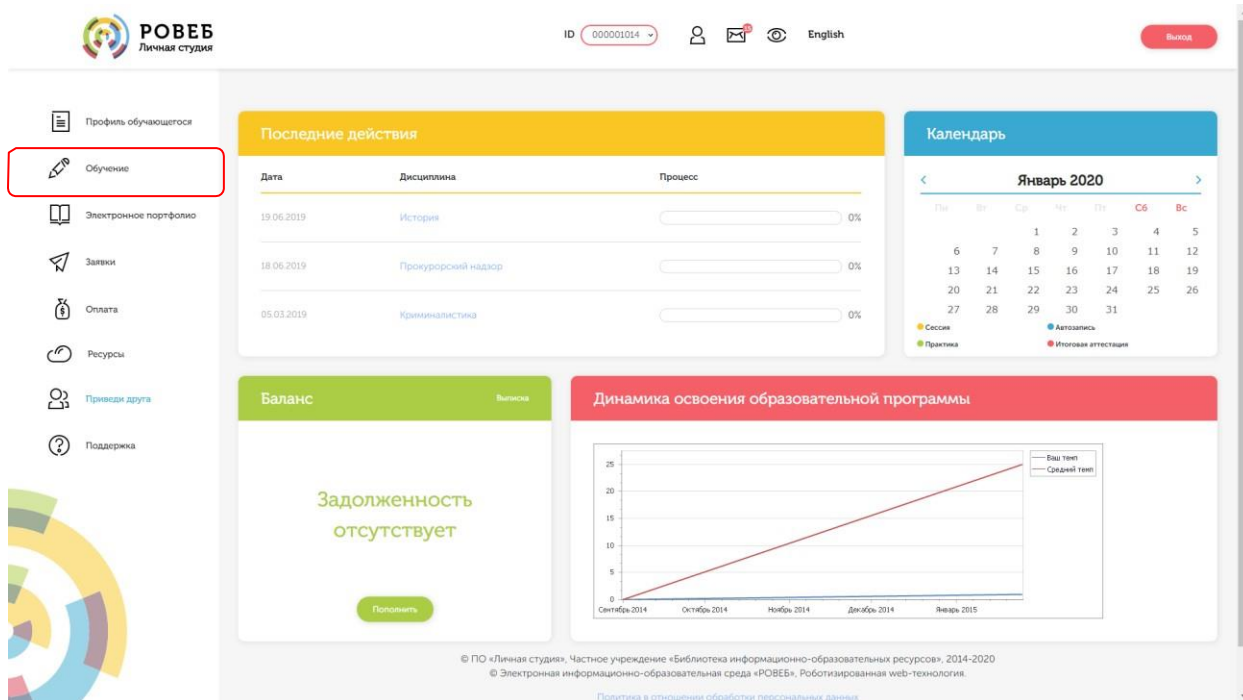 РОВЕБ
Личная студия
ID 000001014
English
Выход
Профиль обучающегося
Обучение
Электронное портфолио
Заявки
Оплата
Ресурсы
Приведи друга
Поддержка
Последние действия
Дата Дисциплина Процесс
19.06.2019 История 0%
18.06.2019 Прокурорский надзор 0%
05.03.2019 Криминалистика 0%
Календарь
Январь 2020
Пн Вт Ср Чт Пт Сб Вс
1 2 3 4 5
6 7 8 9 10 11 12
13 14 15 16 17 18 19
20 21 22 23 24 25 26
27 28 29 30 31
Сессия Автозапись
Практика Итоговая аттестация
Баланс Выписка
Задолженность
отсутствует
Пополнить
Динамика освоения образовательной программы
25
20
15
10
5
0
Сентябрь 2014 Октябрь 2014 Ноябрь 2014 Декабрь 2014 Январь 2015
Ваш темп
Средний темп
© ПО «Личная студия», Частное учреждение «Библиотека информационно-образовательных ресурсов», 2014-2020
© Электронная информационно-образовательная среда «РОВЕБ», Роботизированная web-технология.
Политика в отношении обработки персональных данных